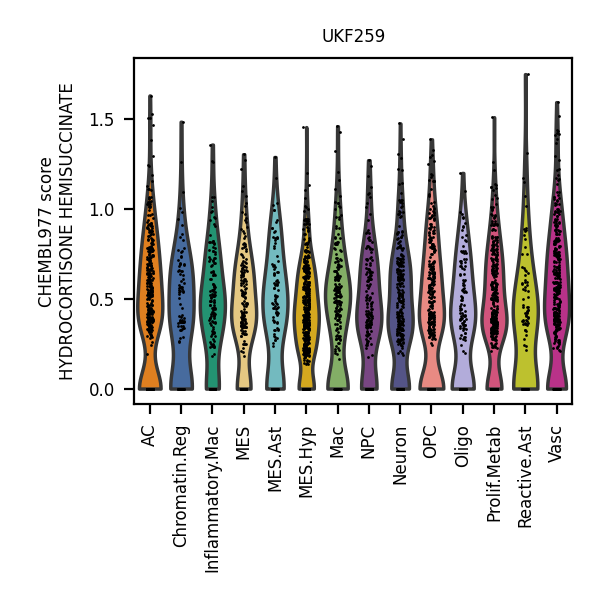 UKF259
CHEMBL977 score
HYDROCORTISONE HEMISUCCINATE
1.5
1.0
0.5
0.0
AC
Chromatin.Reg
Inflammatory.Mac
MES
MES.Ast
MES.Hyp
Mac
NPC
Neuron
OPC
Oligo
Prolif.Metab
Reactive.Ast
Vasc